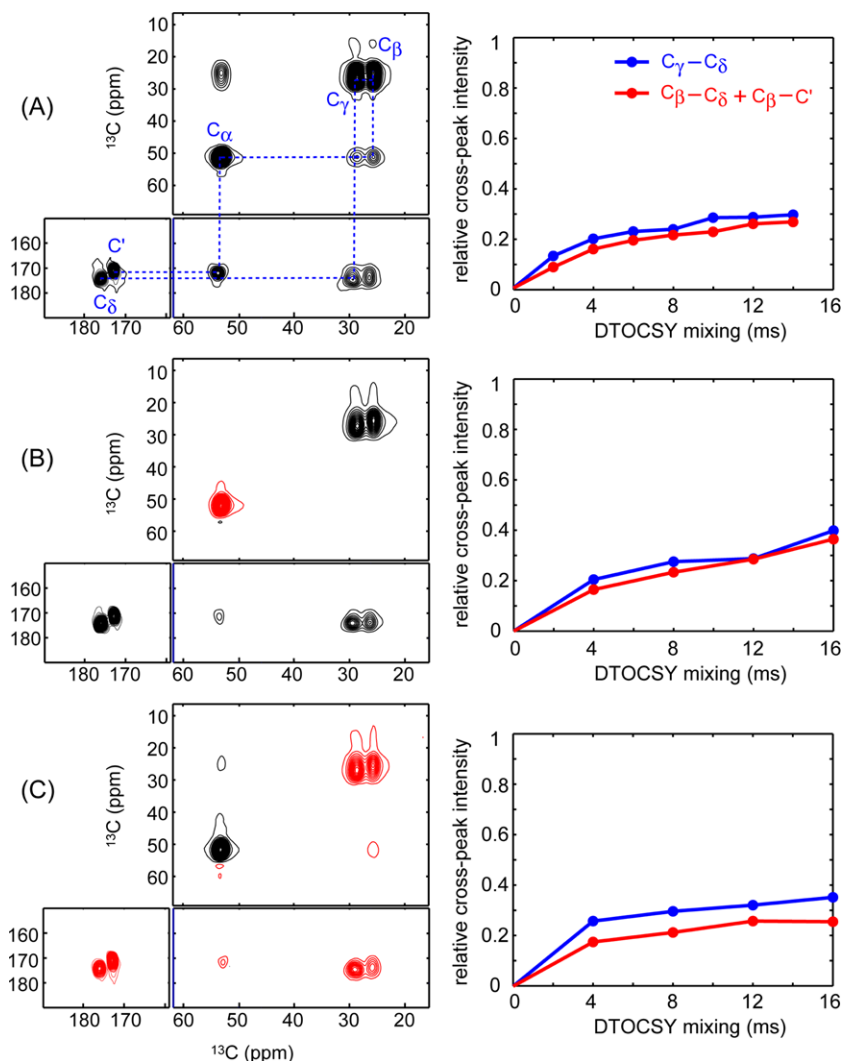 (A)
¹³C (ppm)
10
20
30
40
50
60
Cβ
Cγ
Cα
160
170
180
C'
Cδ
180 170 60 50 40 30 20
relative cross-peak intensity
1
0.8
0.6
0.4
0.2
0
Cγ−Cδ
Cβ−Cδ + Cβ−C'
0 4 8 12 16
DTOCSY mixing (ms)
(B)
¹³C (ppm)
10
20
30
40
50
60
160
170
180
180 170 60 50 40 30 20
relative cross-peak intensity
1
0.8
0.6
0.4
0.2
0
0 4 8 12 16
DTOCSY mixing (ms)
(C)
¹³C (ppm)
10
20
30
40
50
60
160
170
180
180 170 60 50 40 30 20
¹³C (ppm)
relative cross-peak intensity
1
0.8
0.6
0.4
0.2
0
0 4 8 12 16
DTOCSY mixing (ms)